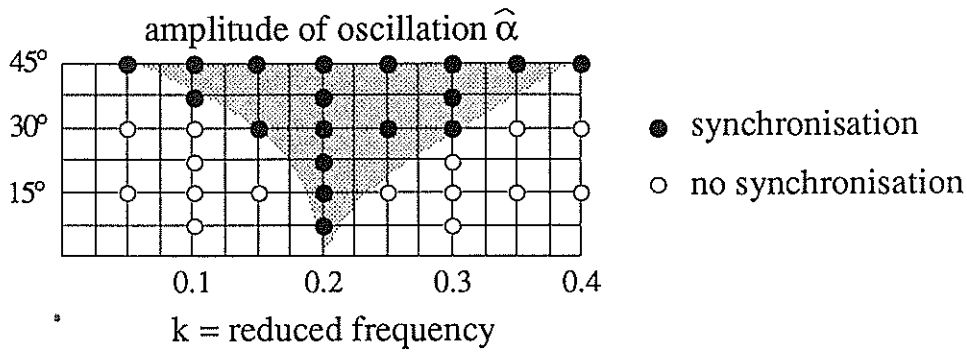 amplitude of oscillation α̂
45°
30°
15°
0.1 0.2 0.3 0.4
k = reduced frequency
synchronisation
no synchronisation